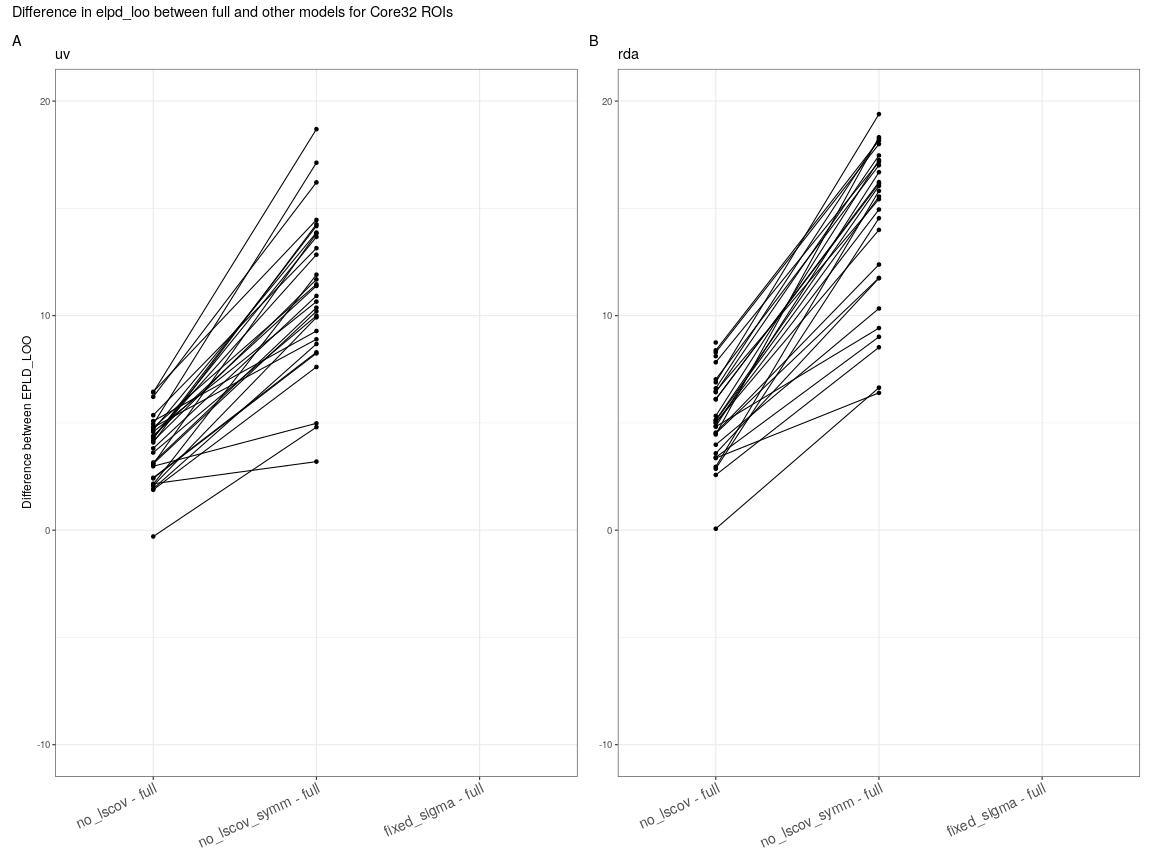 Difference in elpd_loo between full and other models for Core32 ROIs
A
uv
Difference between EPLD_LOO
20
10
0
-10
no_lscov - full
no_lscov_symm - full
fixed_sigma - full
B
rda
20
10
0
-10
no_lscov - full
no_lscov_symm - full
fixed_sigma - full